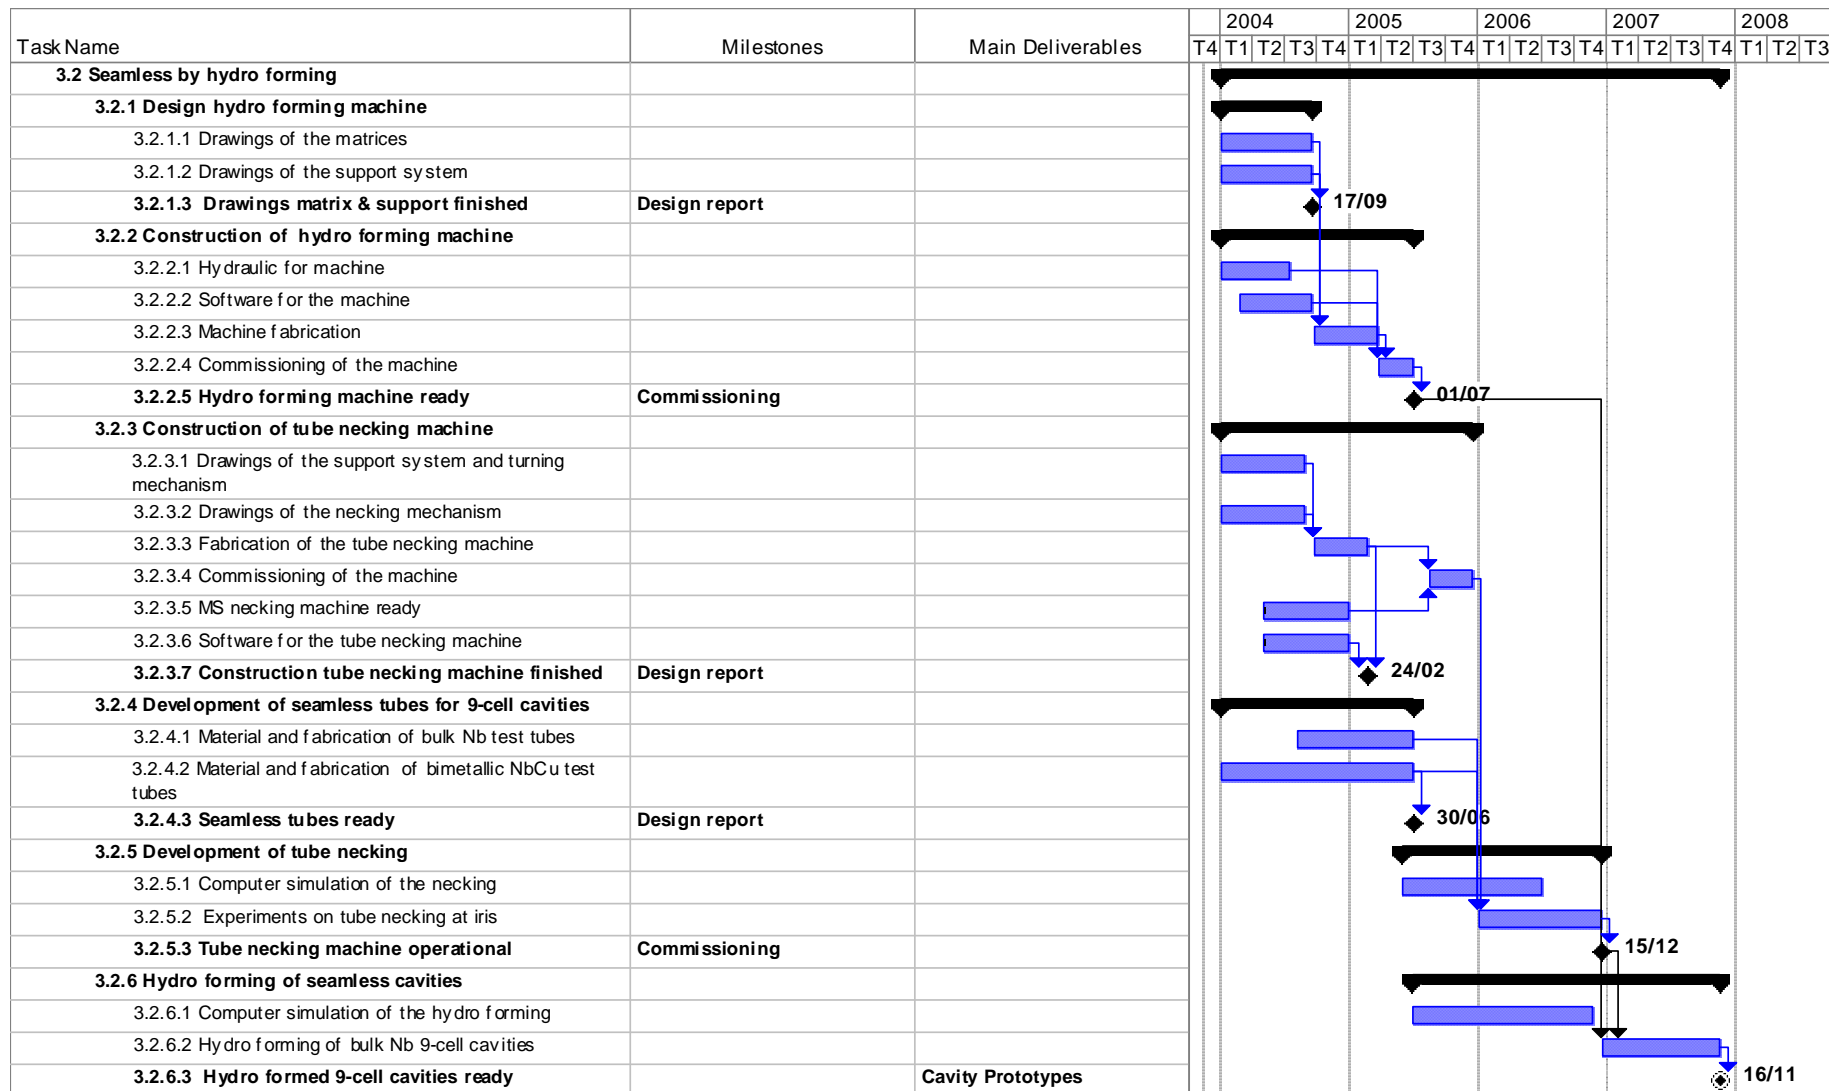 2004 2005 2006 2007 2008
Task Name Milestones Main Deliverables T4 T1 T2 T3 T4 T1 T2 T3 T4 T1 T2 T3 T4 T1 T2 T3 T4 T1 T2 T3
3.2 Seamless by hydro forming
3.2.1 Design hydro forming machine
3.2.1.1 Drawings of the matrices
3.2.1.2 Drawings of the support system
3.2.1.3 Drawings matrix & support finished Design report 17/09
3.2.2 Construction of hydro forming machine
3.2.2.1 Hydraulic for machine
3.2.2.2 Software for the machine
3.2.2.3 Machine fabrication
3.2.2.4 Commissioning of the machine
3.2.2.5 Hydro forming machine ready Commissioning 01/07
3.2.3 Construction of tube necking machine
3.2.3.1 Drawings of the support system and turning
mechanism
3.2.3.2 Drawings of the necking mechanism
3.2.3.3 Fabrication of the tube necking machine
3.2.3.4 Commissioning of the machine
3.2.3.5 MS necking machine ready
3.2.3.6 Software for the tube necking machine
3.2.3.7 Construction tube necking machine finished Design report 24/02
3.2.4 Development of seamless tubes for 9-cell cavities
3.2.4.1 Material and fabrication of bulk Nb test tubes
3.2.4.2 Material and fabrication of bimetallic NbCu test
tubes
3.2.4.3 Seamless tubes ready Design report 30/06
3.2.5 Development of tube necking
3.2.5.1 Computer simulation of the necking
3.2.5.2 Experiments on tube necking at iris
3.2.5.3 Tube necking machine operational Commissioning 15/12
3.2.6 Hydro forming of seamless cavities
3.2.6.1 Computer simulation of the hydro forming
3.2.6.2 Hydro forming of bulk Nb 9-cell cavities
3.2.6.3 Hydro formed 9-cell cavities ready Cavity Prototypes 16/11